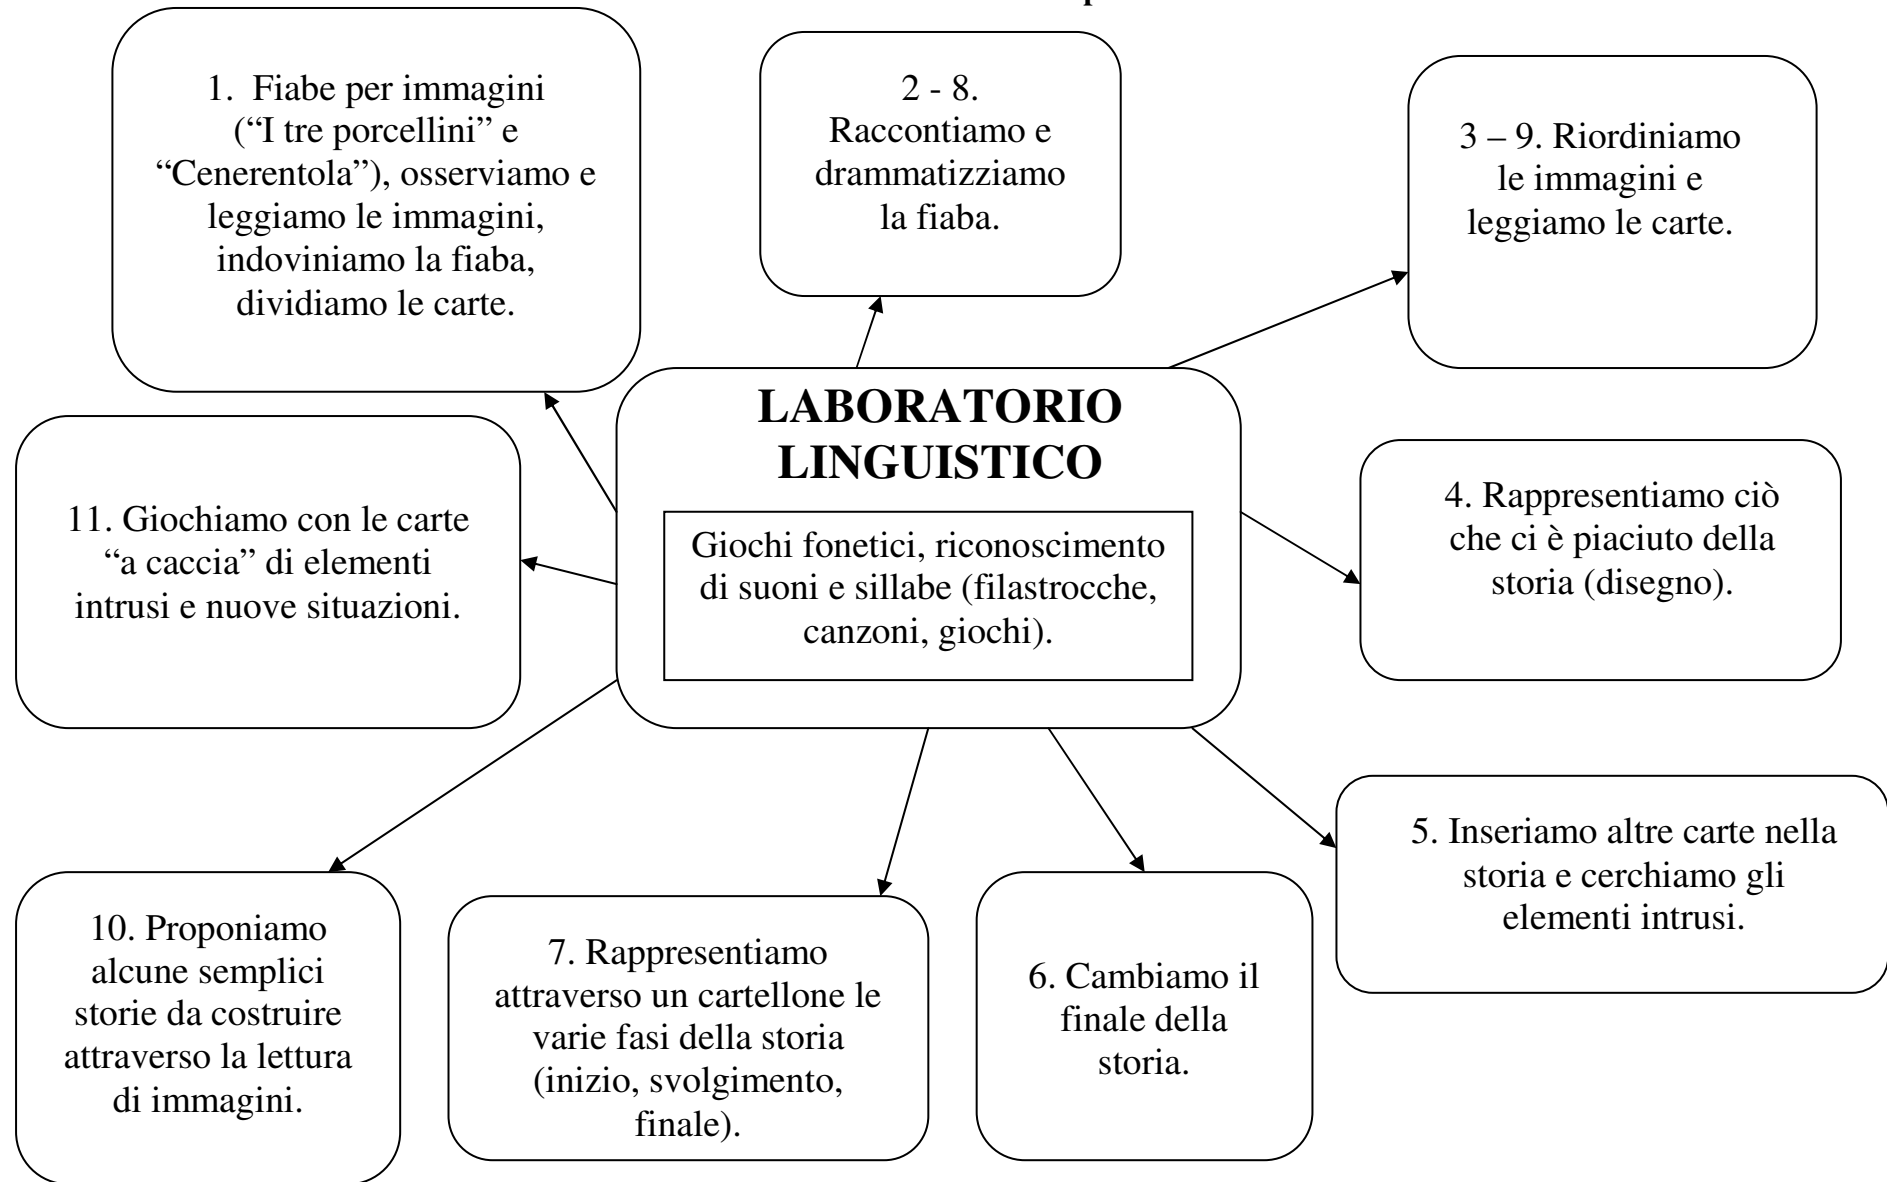 1. Fiabe per immagini
(“I tre porcellini” e
“Cenerentola”), osserviamo e
leggiamo le immagini,
indoviniamo la fiaba,
dividiamo le carte.
2 - 8.
Raccontiamo e
drammatizziamo
la fiaba.
3 – 9. Riordiniamo
le immagini e
leggiamo le carte.
LABORATORIO
LINGUISTICO
Giochi fonetici, riconoscimento
di suoni e sillabe (filastrocche,
canzoni, giochi).
4. Rappresentiamo ciò
che ci è piaciuto della
storia (disegno).
11. Giochiamo con le carte
“a caccia” di elementi
intrusi e nuove situazioni.
5. Inseriamo altre carte nella
storia e cerchiamo gli
elementi intrusi.
10. Proponiamo
alcune semplici
storie da costruire
attraverso la lettura
di immagini.
7. Rappresentiamo
attraverso un cartellone le
varie fasi della storia
(inizio, svolgimento,
finale).
6. Cambiamo il
finale della
storia.